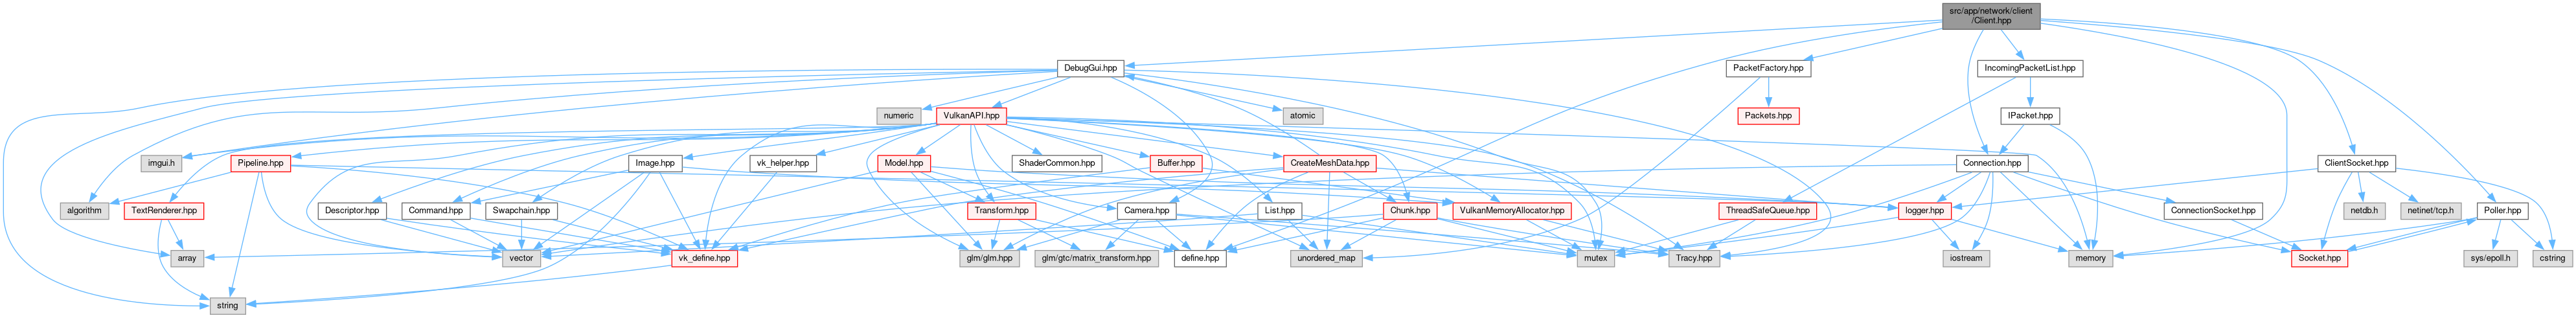 src/app/network/client
/Client.hpp
DebugGui.hpp
PacketFactory.hpp
IncomingPacketList.hpp
numeric
VulkanAPI.hpp
atomic
Packets.hpp
IPacket.hpp
imgui.h
Pipeline.hpp
Image.hpp
vk_helper.hpp
Model.hpp
ShaderCommon.hpp
Buffer.hpp
CreateMeshData.hpp
Connection.hpp
ClientSocket.hpp
algorithm
TextRenderer.hpp
Descriptor.hpp
Command.hpp
Swapchain.hpp
Transform.hpp
Camera.hpp
List.hpp
Chunk.hpp
VulkanMemoryAllocator.hpp
ThreadSafeQueue.hpp
logger.hpp
ConnectionSocket.hpp
netdb.h
netinet/tcp.h
Poller.hpp
array
vector
vk_define.hpp
glm/glm.hpp
glm/gtc/matrix_transform.hpp
define.hpp
unordered_map
mutex
Tracy.hpp
iostream
memory
Socket.hpp
sys/epoll.h
cstring
string